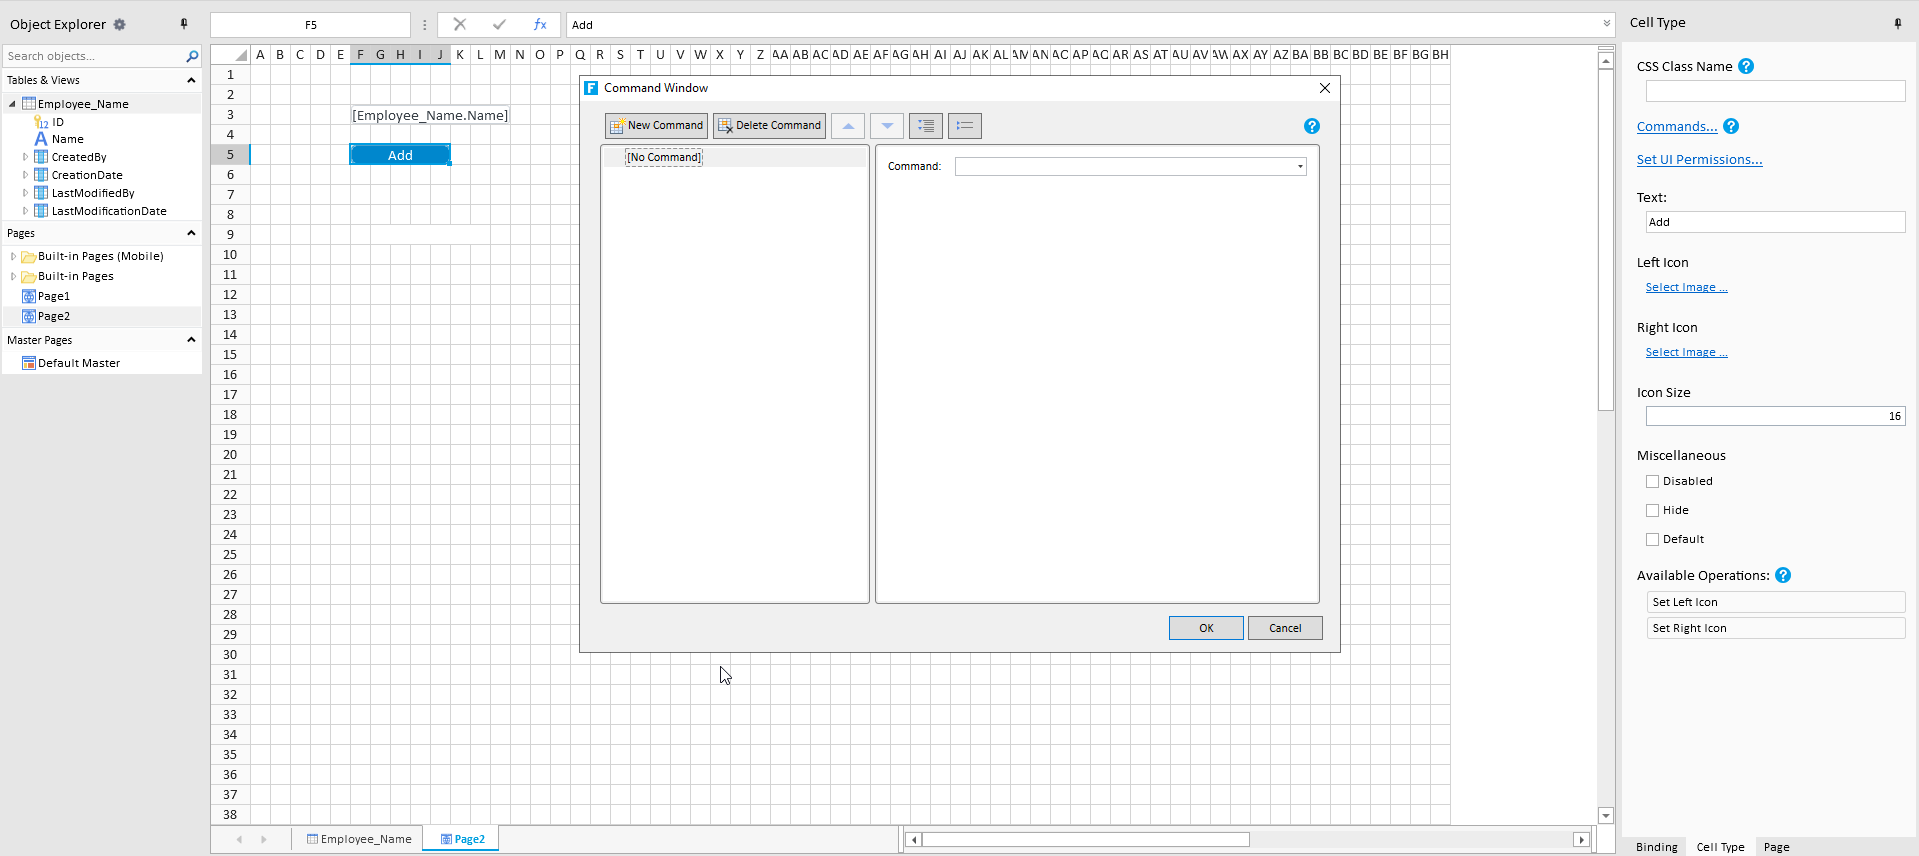 Object Explorer
Search objects...
Tables & Views
Employee_Name
12 ID
Name
CreatedBy
CreationDate
LastModifiedBy
LastModificationDate
Pages
Built-in Pages (Mobile)
Built-in Pages
Page1
Page2
Master Pages
Default Master
F5
fx
Add
A B C D E F G H I J K L M N O P Q R S T U V W X Y Z AA AB AC AD AE AF AG AH AI AJ AK AL AM AN AO AP AQ AR AS AT AU AV AW AX AY AZ BA BB BC BD BE BF BG BH
1
2
3 [Employee_Name.Name]
4
5 Add
6
7
8
9
10
11
12
13
14
15
16
17
18
19
20
21
22
23
24
25
26
27
28
29
30
31
32
33
34
35
36
37
38
Employee_Name Page2
F Command Window
New Command Delete Command ?
[No Command]
Command:
OK Cancel
Cell Type
CSS Class Name ?
Commands... ?
Set UI Permissions...
Text:
Add
Left Icon
Select Image ...
Right Icon
Select Image ...
Icon Size
16
Miscellaneous
Disabled
Hide
Default
Available Operations: ?
Set Left Icon
Set Right Icon
Binding Cell Type Page